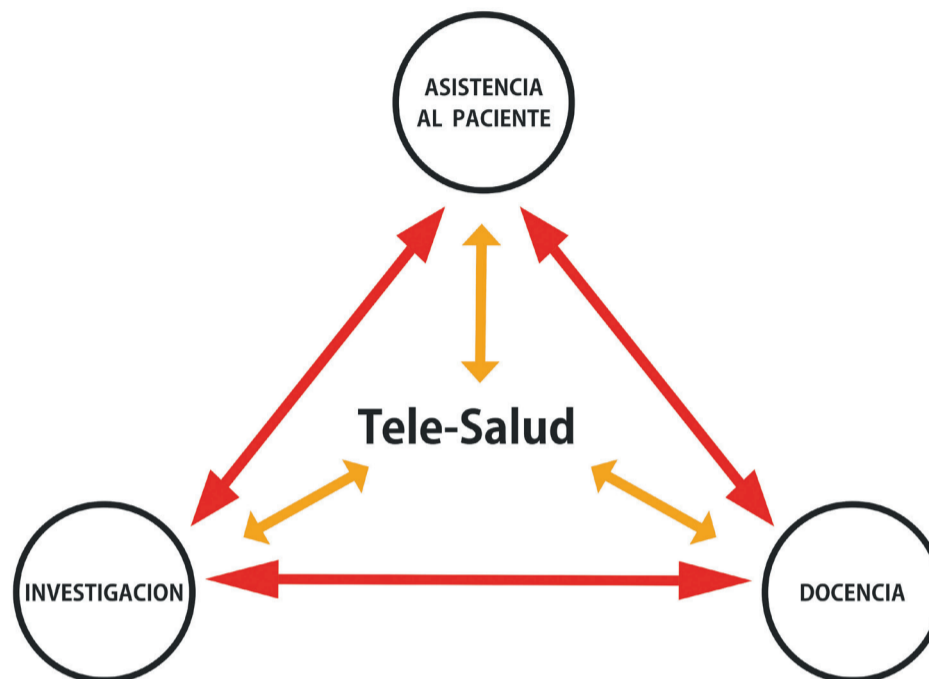 ASISTENCIA
AL PACIENTE
Tele-Salud
INVESTIGACION
DOCENCIA